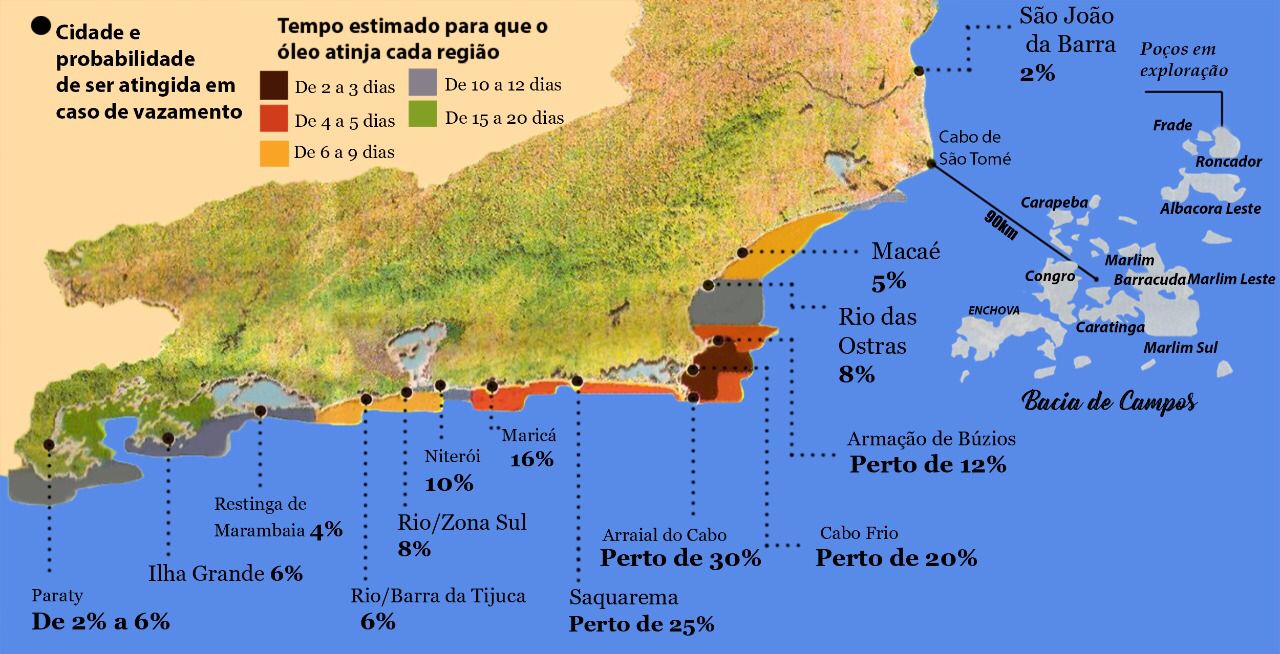 Cidade e
probabilidade
de ser atingida em
caso de vazamento
Tempo estimado para que o
óleo atinja cada região
De 2 a 3 dias
De 4 a 5 dias
De 6 a 9 dias
De 10 a 12 dias
De 15 a 20 dias
São João
da Barra
2%
Poços em
exploração
Cabo de
São Tomé
90km
Frade
Roncador
Albacora Leste
Carapeba
Marlim
Congro
Barracuda
Marlim Leste
ENCHOVA
Caratinga
Marlim Sul
Bacia de Campos
Macaé
5%
Rio das
Ostras
8%
Armação de Búzios
Perto de 12%
Cabo Frio
Perto de 20%
Arraial do Cabo
Perto de 30%
Saquarema
Perto de 25%
Maricá
16%
Niterói
10%
Rio/Zona Sul
8%
Rio/Barra da Tijuca
6%
Restinga de
Marambaia 4%
Ilha Grande 6%
Paraty
De 2% a 6%